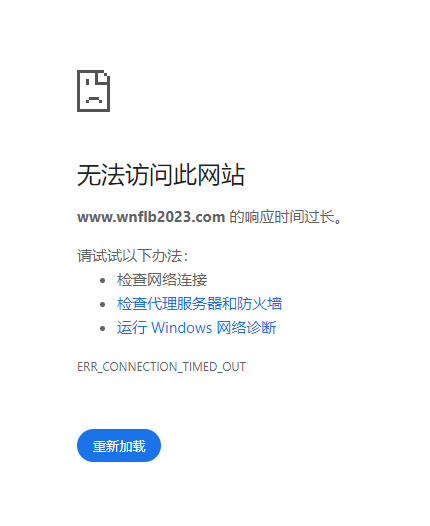 无法访问此网站
www.wnflb2023.com 的响应时间过长。
请试试以下办法：
检查网络连接
检查代理服务器和防火墙
运行 Windows 网络诊断
ERR_CONNECTION_TIMED_OUT
重新加载